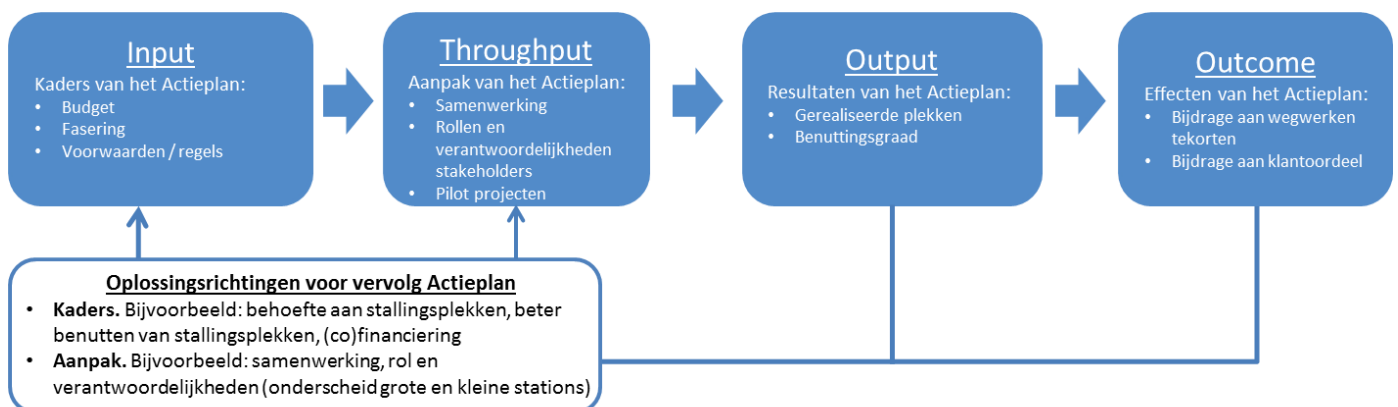 Input
Kaders van het Actieplan:
• Budget
• Fasering
• Voorwaarden / regels
Throughput
Aanpak van het Actieplan:
• Samenwerking
• Rollen en
verantwoordelijkheden
stakeholders
• Pilot projecten
Output
Resultaten van het Actieplan:
• Gerealiseerde plekken
• Benuttingsgraad
Outcome
Effecten van het Actieplan:
• Bijdrage aan wegwerken
tekorten
• Bijdrage aan klantoordeel
Oplossingsrichtingen voor vervolg Actieplan
• Kaders. Bijvoorbeeld: behoefte aan stallingsplekken, beter
benutten van stallingsplekken, (co)financiering
• Aanpak. Bijvoorbeeld: samenwerking, rol en
verantwoordelijkheden (onderscheid grote en kleine stations)